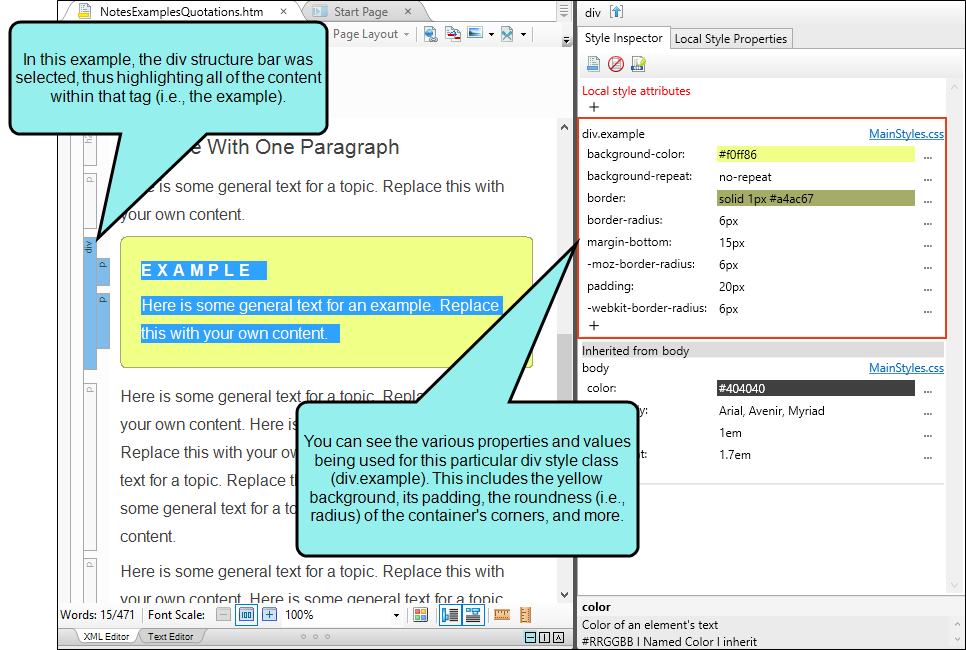 NotesExamplesQuotations.htm
Start Page
Page Layout
In this example, the div structure bar was
selected, thus highlighting all of the content
within that tag (i.e., the example).
With One Paragraph
is some general text for a topic. Replace this with
your own content.
div
p
p
p
EXAMPLE
Here is some general text for an example. Replace
this with your own content.
p
Here is some general text for a topic. Replace
your own content. Here is
Replace this with your own
text for a topic. Replace t
some general text for a to
content.
p
Here is some general text for a topic. Replace this with
your own content. Here is some general text for a topic.
You can see the various properties and values
being used for this particular div style class
(div.example). This includes the yellow
background, its padding, the roundness (i.e.,
radius) of the container's corners, and more.
Words: 15/471 Font Scale: 100 100%
XML Editor Text Editor
A
div
Style Inspector Local Style Properties
Local style attributes
+
div.example MainStyles.css
background-color: #f0ff86 ...
background-repeat: no-repeat ...
border: solid 1px #a4ac67 ...
border-radius: 6px ...
margin-bottom: 15px ...
-moz-border-radius: 6px ...
padding: 20px ...
-webkit-border-radius: 6px ...
+
Inherited from body
body MainStyles.css
color: #404040 ...
y: Arial, Avenir, Myriad ...
1em ...
t: 1.7em ...
color
Color of an element's text
#RRGGBB | Named Color | inherit